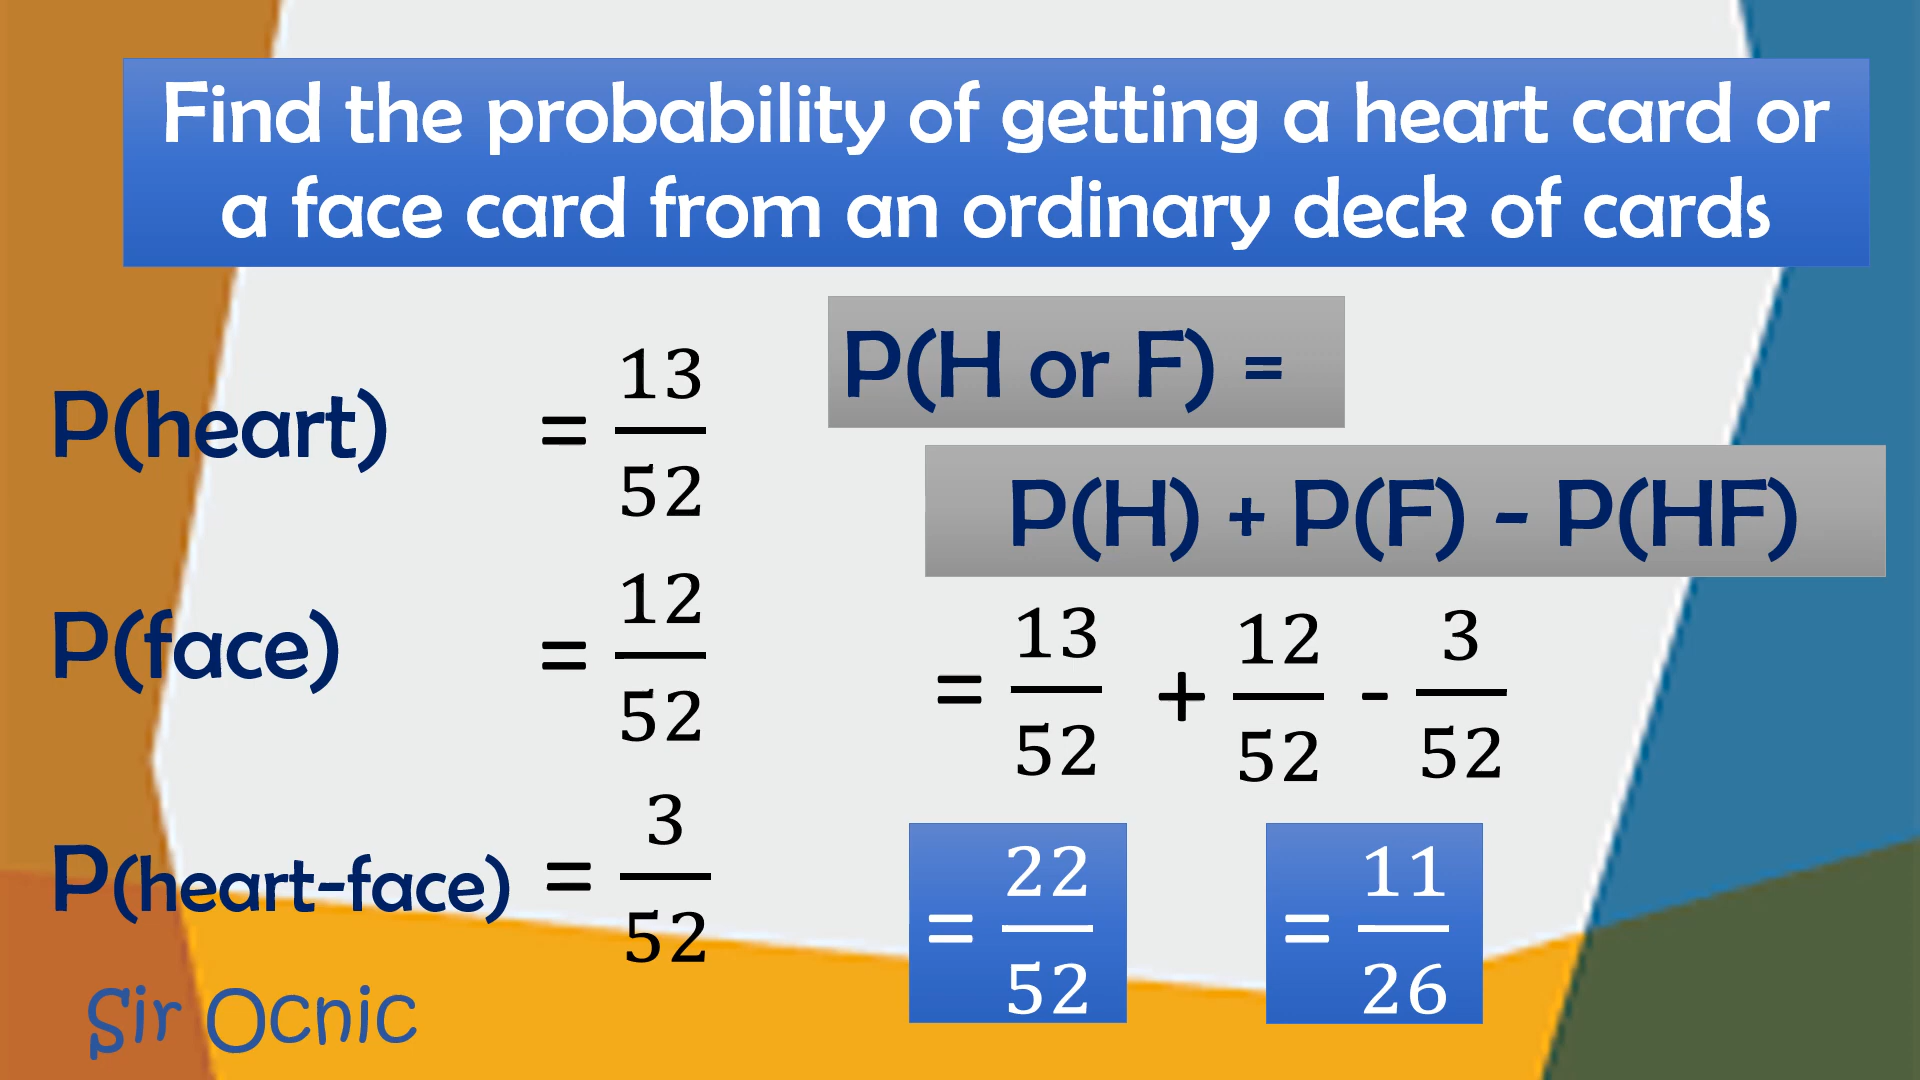 Find the probability of getting a heart card or
a face card from an ordinary deck of cards
P(heart) = 13/52
P(face) = 12/52
P(heart-face) = 3/52
P(H or F) =
P(H) + P(F) - P(HF)
= 13/52 + 12/52 - 3/52
= 22/52 = 11/26
Sir Ocnic